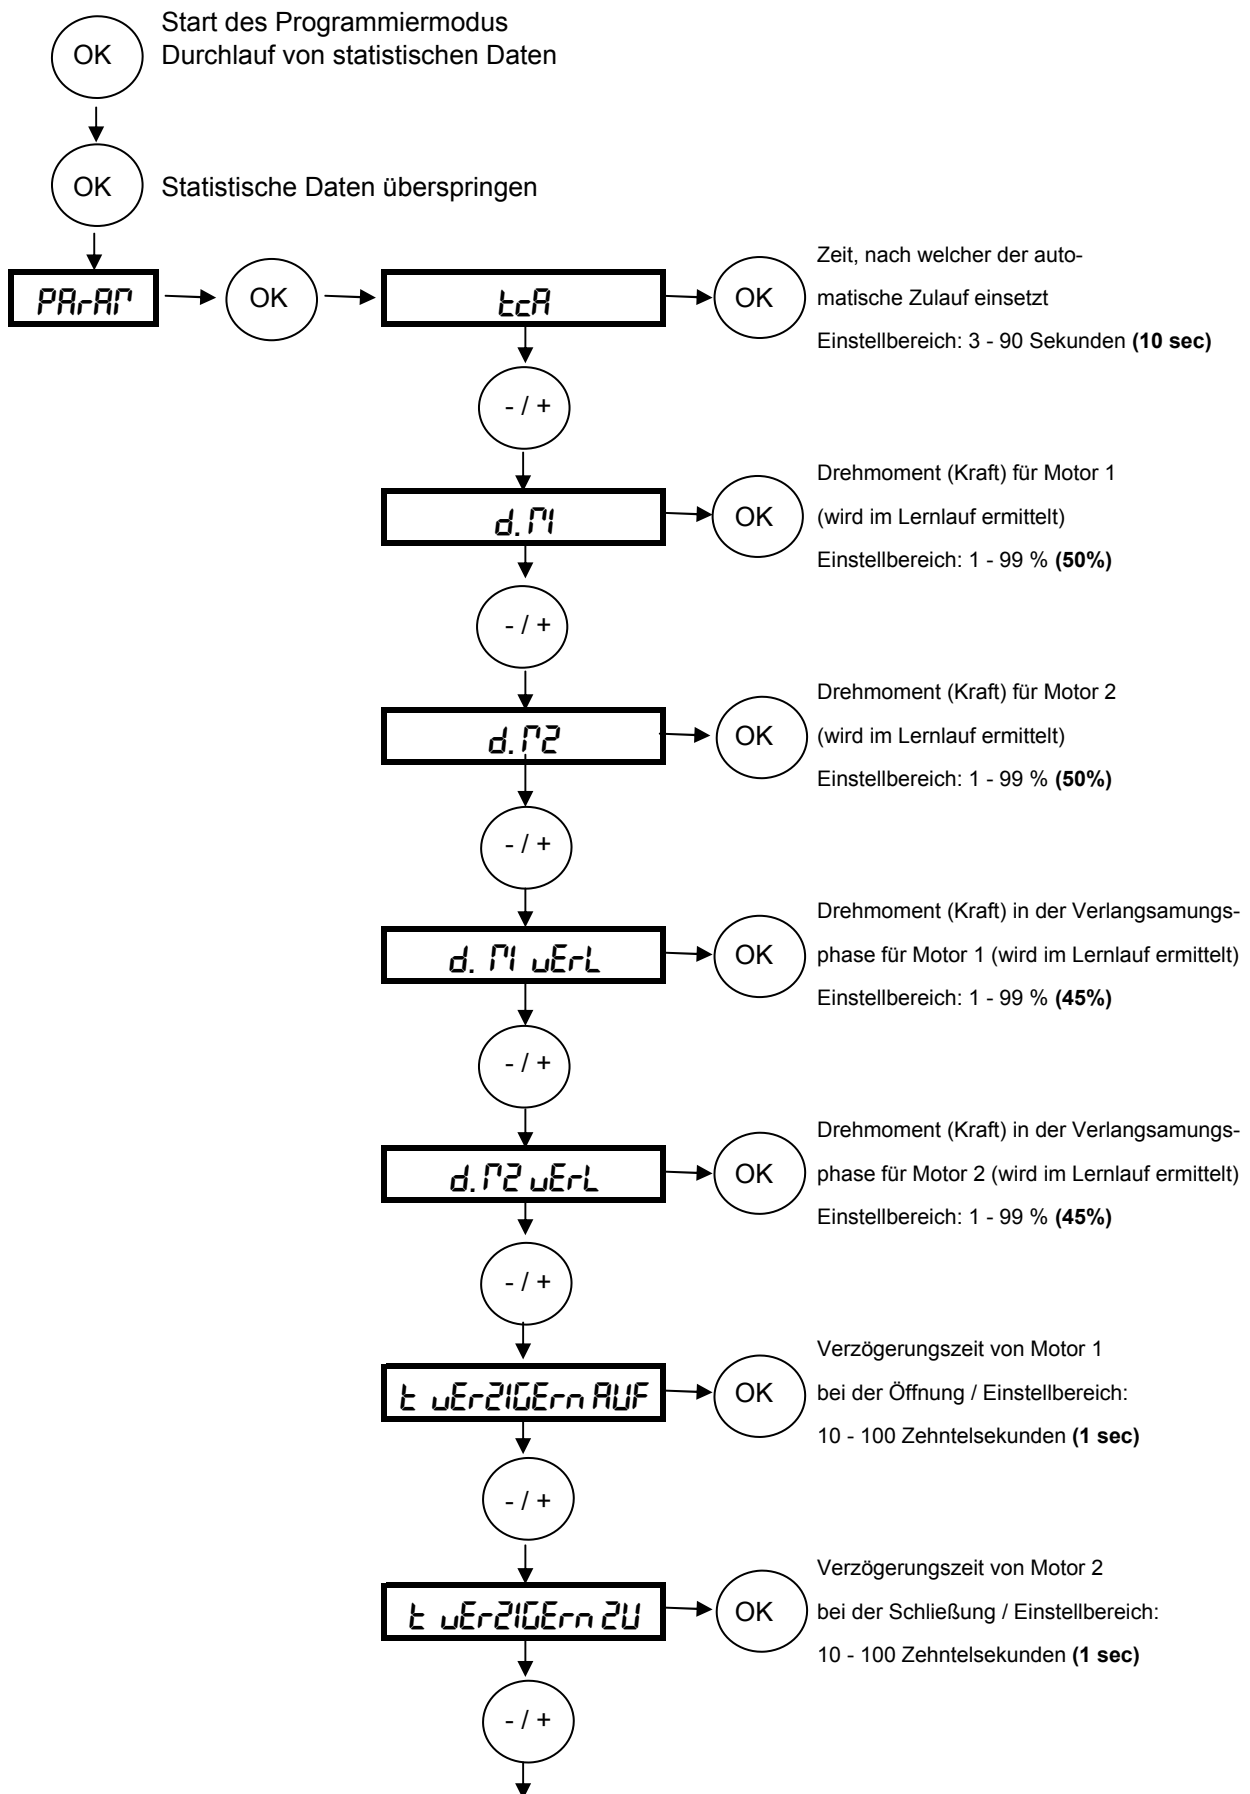 OK
Start des Programmiermodus
Durchlauf von statistischen Daten
OK
Statistische Daten überspringen
PArAM
OK
tcA
OK
Zeit, nach welcher der auto-
matische Zulauf einsetzt
Einstellbereich: 3 - 90 Sekunden (10 sec)
- / +
d.M1
OK
Drehmoment (Kraft) für Motor 1
(wird im Lernlauf ermittelt)
Einstellbereich: 1 - 99 % (50%)
- / +
d.M2
OK
Drehmoment (Kraft) für Motor 2
(wird im Lernlauf ermittelt)
Einstellbereich: 1 - 99 % (50%)
- / +
d. M1 vErL
OK
Drehmoment (Kraft) in der Verlangsamungs-
phase für Motor 1 (wird im Lernlauf ermittelt)
Einstellbereich: 1 - 99 % (45%)
- / +
d.M2 vErL
OK
Drehmoment (Kraft) in der Verlangsamungs-
phase für Motor 2 (wird im Lernlauf ermittelt)
Einstellbereich: 1 - 99 % (45%)
- / +
t vErZIGErn AUF
OK
Verzögerungszeit von Motor 1
bei der Öffnung / Einstellbereich:
10 - 100 Zehntelsekunden (1 sec)
- / +
t vErZIGErn ZU
OK
Verzögerungszeit von Motor 2
bei der Schließung / Einstellbereich:
10 - 100 Zehntelsekunden (1 sec)
- / +